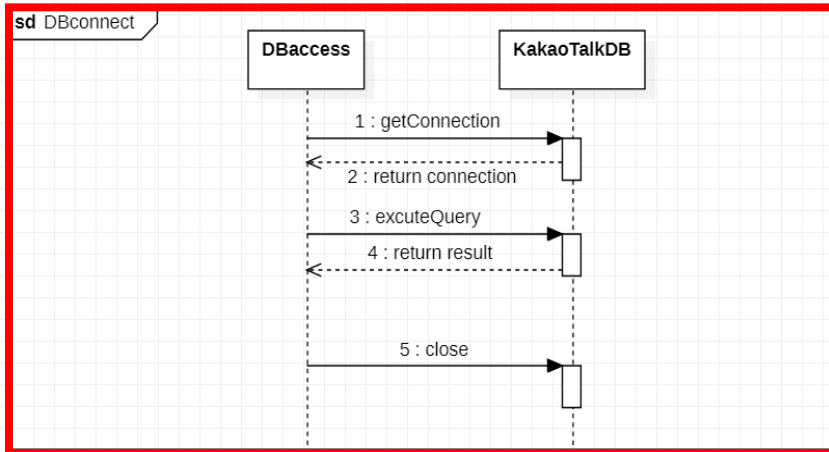 sd DBconnect
DBaccess
KakaoTalkDB
1 : getConnection
2 : return connection
3 : excuteQuery
4 : return result
5 : close